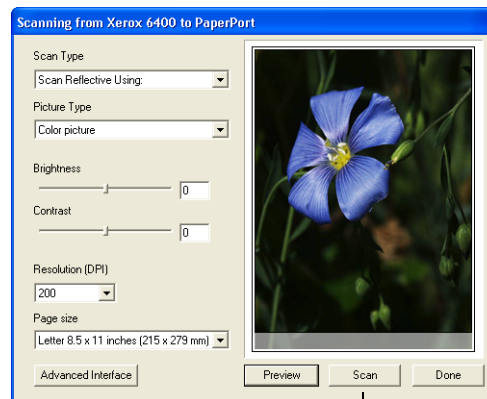 Scanning from Xerox 6400 to PaperPort
Scan Type
Scan Reflective Using:
Picture Type
Color picture
Brightness
0
Contrast
0
Resolution (DPI)
200
Page size
Letter 8.5 x 11 inches (215 x 279 mm)
Advanced Interface
Preview
Scan
Done